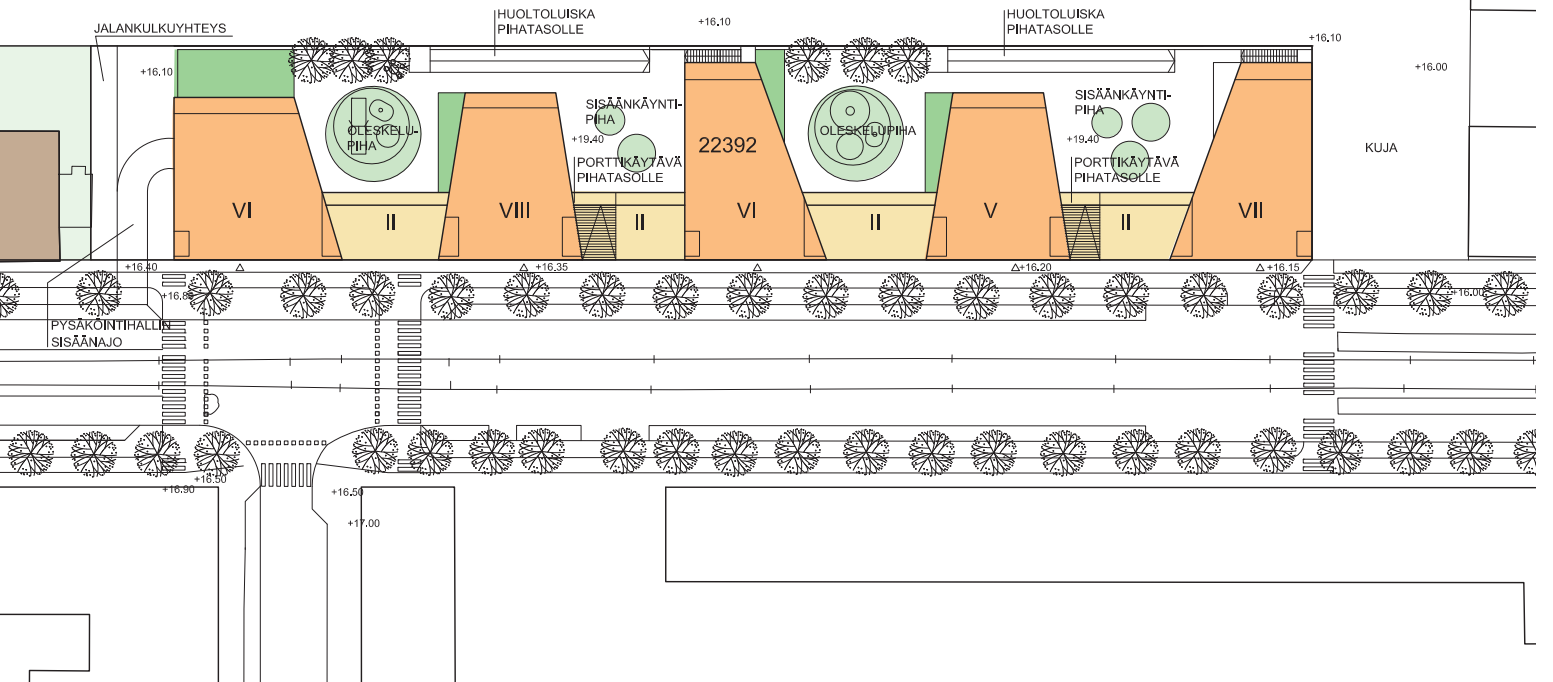 HUOLTOLUISKA
PIHATASOLLE
+16.10
HUOLTOLUISKA
PIHATASOLLE
JALANKULKUYHTEYS
+16.10
+16.10
+16.00
SISÄÄNKÄYNTI-
PIHA
SISÄÄNKÄYNTI-
PIHA
OLESKELU-
PIHA
+19.40
22392
OLESKELUPIHA
+19.40
KUJA
PORTTIKÄYTÄVÄ
PIHATASOLLE
PORTTIKÄYTÄVÄ
PIHATASOLLE
VI
II
VIII
II
VI
II
V
II
VII
+16.40
+16.35
+16.20
+16.15
+16.00
PYSÄKÖINTIHALLIN
SISÄÄNAJO
+16.50
+16.90
+16.50
+17.00